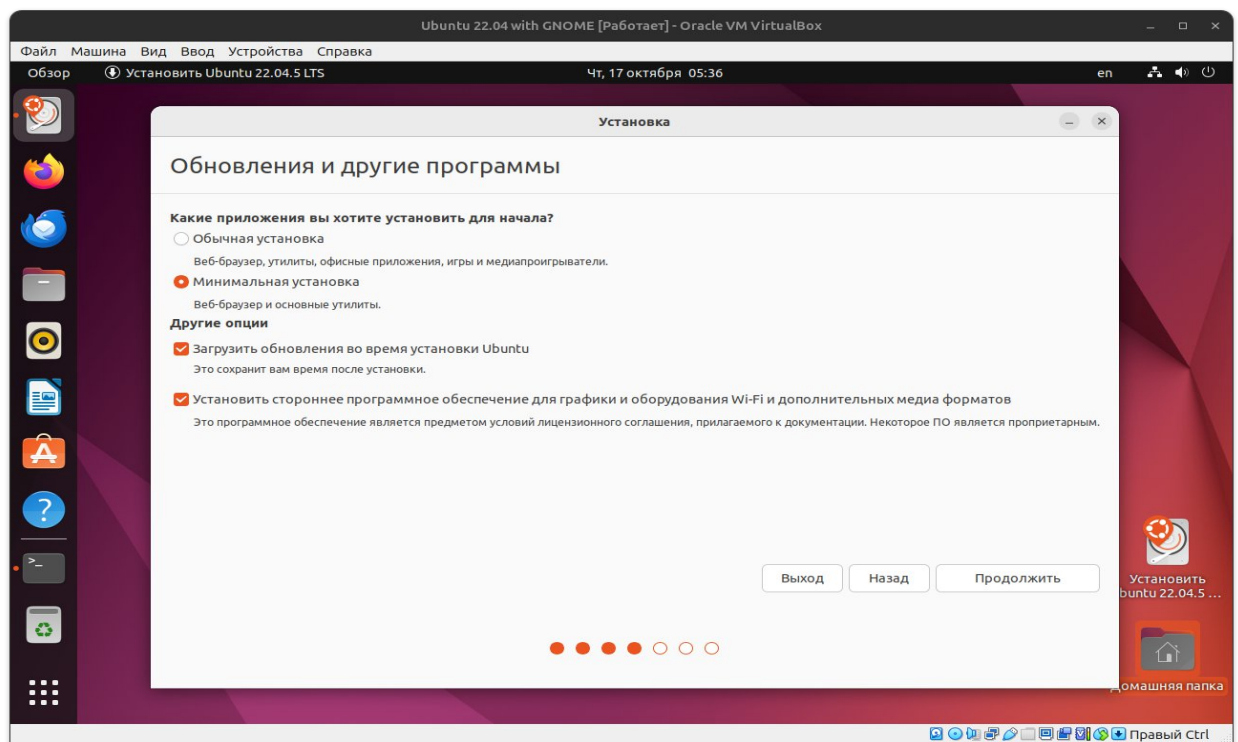 Ubuntu 22.04 with GNOME [Работает] - Oracle VM VirtualBox
Файл Машина Вид Ввод Устройства Справка
Обзор Установить Ubuntu 22.04.5 LTS Чт, 17 октября 05:36 en
Установка
Обновления и другие программы
Какие приложения вы хотите установить для начала?
Обычная установка
Веб-браузер, утилиты, офисные приложения, игры и медиапроигрыватели.
Минимальная установка
Веб-браузер и основные утилиты.
Другие опции
Загрузить обновления во время установки Ubuntu
Это сохранит вам время после установки.
Установить стороннее программное обеспечение для графики и оборудования Wi-Fi и дополнительных медиа форматов
Это программное обеспечение является предметом условий лицензионного соглашения, прилагаемого к документации. Некоторое ПО является проприетарным.
Выход Назад Продолжить
Установить
buntu 22.04.5 ...
омашняя папка
Правый Ctrl